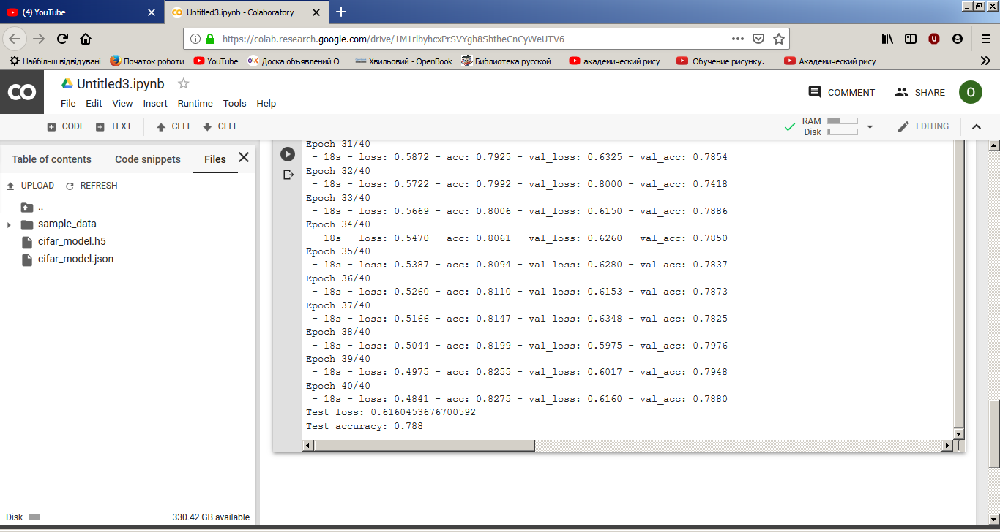 (4) YouTube
Untitled3.ipynb - Colaboratory
https://colab.research.google.com/drive/1M1rlbyhcxPrSVYgh8ShtheCnCyWeUTV6
Найбільш відвідувані Початок роботи YouTube Доска объявлений О... Хвильовий - OpenBook Библиотека русской ... академический рису... Обучение рисунку. ... Академический рису...
CO Untitled3.ipynb
File Edit View Insert Runtime Tools Help
COMMENT SHARE O
CODE TEXT CELL CELL
RAM
Disk
EDITING
Table of contents Code snippets Files
UPLOAD REFRESH
..
sample_data
cifar_model.h5
cifar_model.json
Disk 330.42 GB available
Epoch 31/40
- 18s - loss: 0.5872 - acc: 0.7925 - val_loss: 0.6325 - val_acc: 0.7854
Epoch 32/40
- 18s - loss: 0.5722 - acc: 0.7992 - val_loss: 0.8000 - val_acc: 0.7418
Epoch 33/40
- 18s - loss: 0.5669 - acc: 0.8006 - val_loss: 0.6150 - val_acc: 0.7886
Epoch 34/40
- 18s - loss: 0.5470 - acc: 0.8061 - val_loss: 0.6260 - val_acc: 0.7850
Epoch 35/40
- 18s - loss: 0.5387 - acc: 0.8094 - val_loss: 0.6280 - val_acc: 0.7837
Epoch 36/40
- 18s - loss: 0.5260 - acc: 0.8110 - val_loss: 0.6153 - val_acc: 0.7873
Epoch 37/40
- 18s - loss: 0.5166 - acc: 0.8147 - val_loss: 0.6348 - val_acc: 0.7825
Epoch 38/40
- 18s - loss: 0.5044 - acc: 0.8199 - val_loss: 0.5975 - val_acc: 0.7976
Epoch 39/40
- 18s - loss: 0.4975 - acc: 0.8255 - val_loss: 0.6017 - val_acc: 0.7948
Epoch 40/40
- 18s - loss: 0.4841 - acc: 0.8275 - val_loss: 0.6160 - val_acc: 0.7880
Test loss: 0.6160453676700592
Test accuracy: 0.788